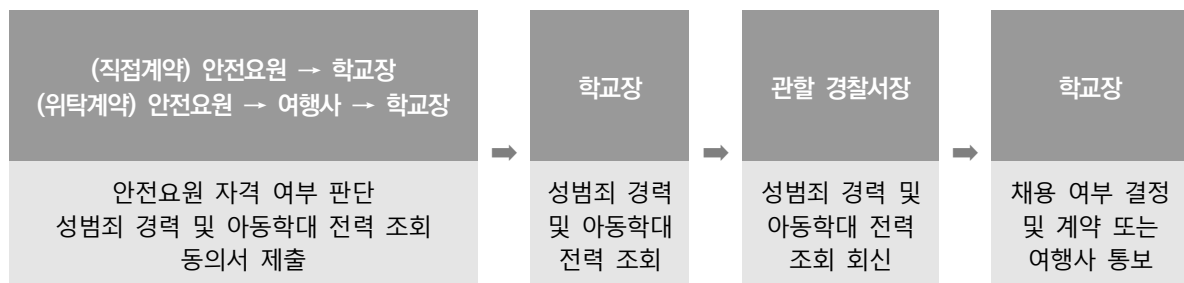 (직접계약) 안전요원 → 학교장
(위탁계약) 안전요원 → 여행사 → 학교장
안전요원 자격 여부 판단
성범죄 경력 및 아동학대 전력 조회
동의서 제출
학교장
성범죄 경력
및 아동학대
전력 조회
관할 경찰서장
성범죄 경력 및
아동학대 전력
조회 회신
학교장
채용 여부 결정
및 계약 또는
여행사 통보